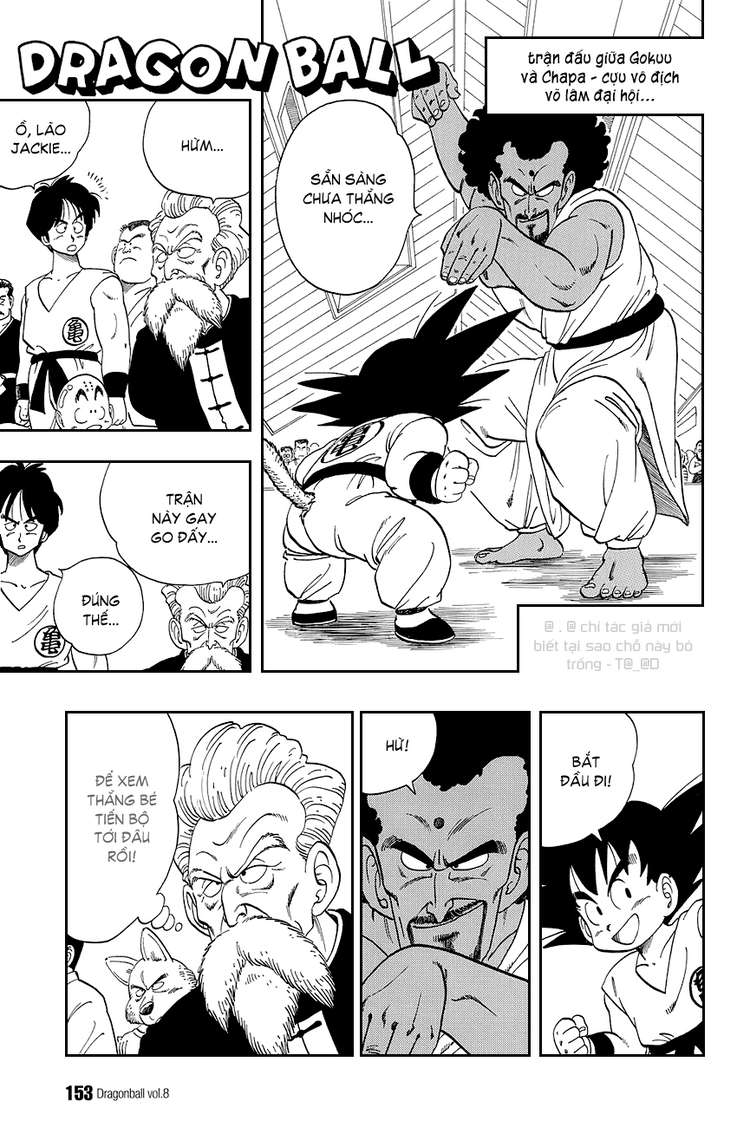 DRAGON BALL
trận đấu giữa Gokuu
và Chapa - cựu vô địch
võ lâm đại hội...
SẴN SÀNG
CHƯA THẰNG
NHÓC...
HỪM...
Ồ, LÃO
JACKIE...
TRẬN
NÀY GAY
GO ĐẤY...
ĐÚNG
THẾ...
@ . @ chỉ tác giả mới
biết tại sao chỗ này bỏ
trống - T@_@D
BẮT
ĐẦU ĐI!
HỪ!
ĐỂ XEM
THẰNG BÉ
TIẾN BỘ
TỚI ĐÂU
RỒI!
153 Dragonball vol.8